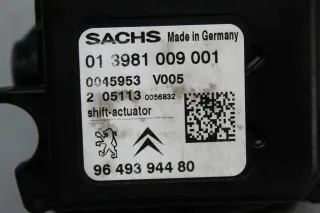 SACHS Made in Germany
01 3981 009 001
0045953 V005
2 05113 0056832
shift-actuator
96 493 944 80